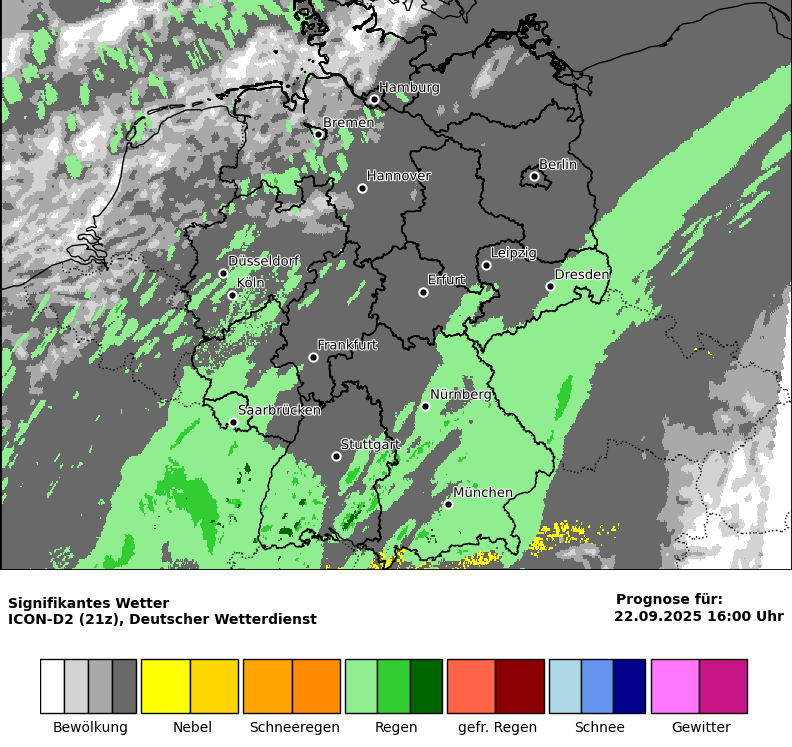 Hamburg
Bremen
Berlin
Hannover
Leipzig
Düsseldorf
Dresden
Köln
Erfurt
Frankfurt
Nürnberg
Saarbrücken
Stuttgart
München
Signifikantes Wetter
ICON-D2 (21z), Deutscher Wetterdienst
Prognose für:
22.09.2025 16:00 Uhr
Bewölkung Nebel Schneeregen Regen gefr. Regen Schnee Gewitter